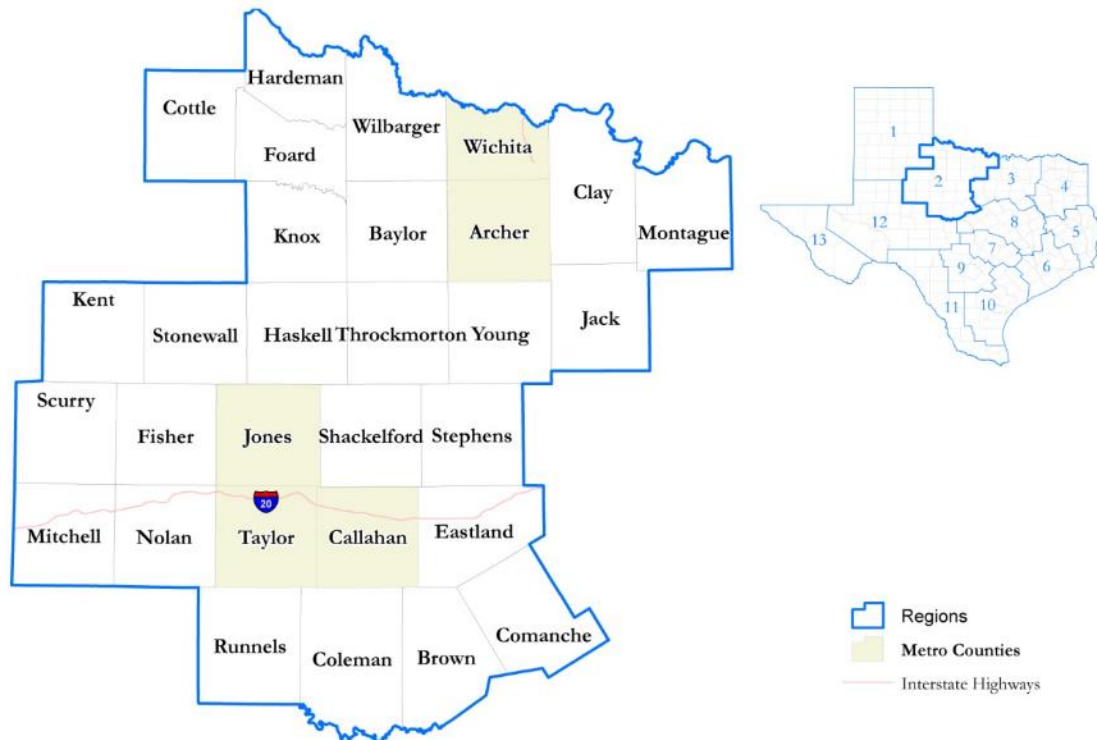 Hardeman
Cottle
Wilbarger
Wichita
Foard
Clay
Knox
Baylor
Archer
Montague
Kent
Stonewall
Haskell
Throckmorton
Young
Jack
Scurry
Fisher
Jones
Shackelford
Stephens
20
Mitchell
Nolan
Taylor
Callahan
Eastland
Runnels
Coleman
Brown
Comanche
1
2
3
4
12
8
5
13
7
9
6
11
10
Regions
Metro Counties
Interstate Highways